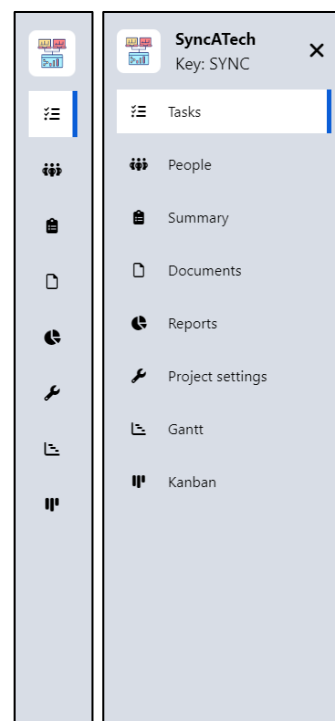 SyncATech
Key: SYNC
Tasks
People
Summary
Documents
Reports
Project settings
Gantt
Kanban